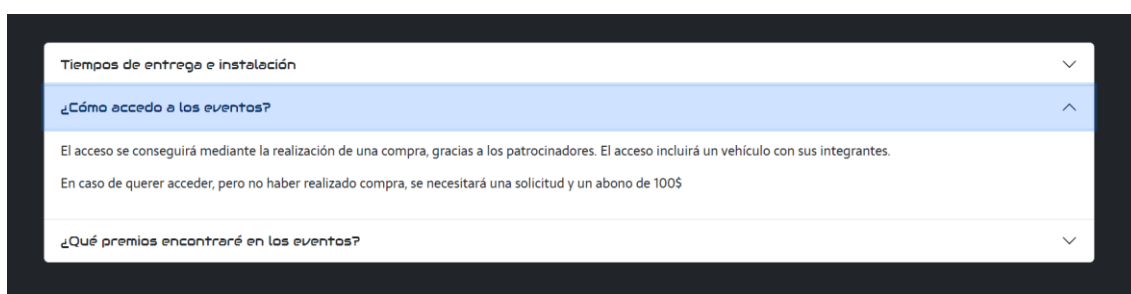 Tiempos de entrega e instalación
¿Cómo accedo a los eventos?
El acceso se conseguirá mediante la realización de una compra, gracias a los patrocinadores. El acceso incluirá un vehículo con sus integrantes.
En caso de querer acceder, pero no haber realizado compra, se necesitará una solicitud y un abono de 100$
¿Qué premios encontraré en los eventos?